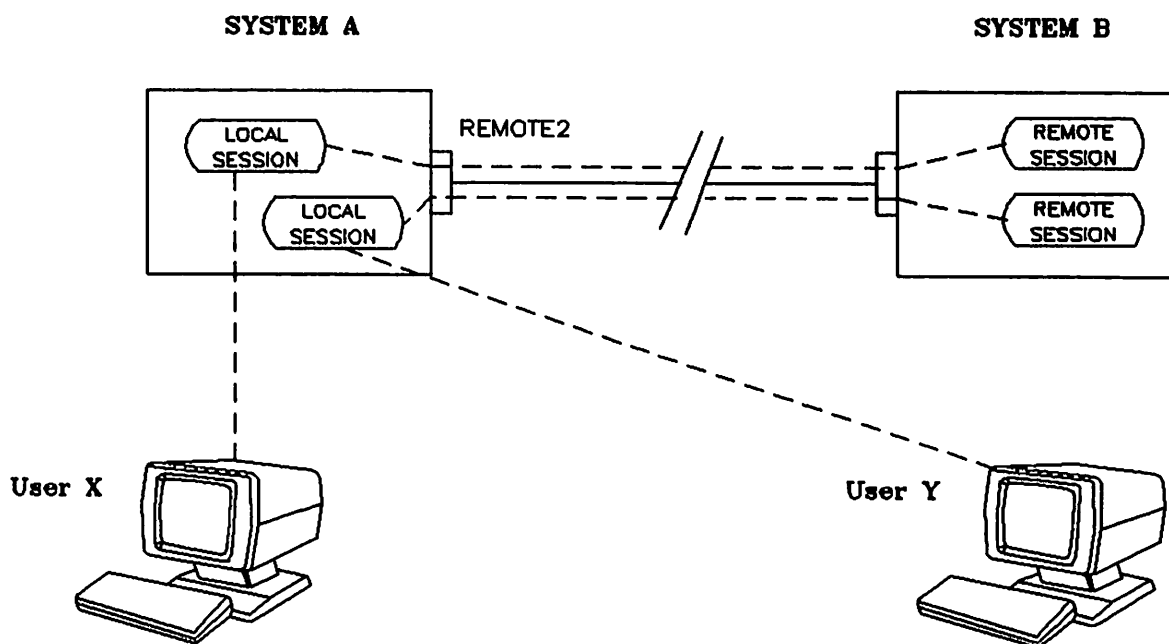 SYSTEM A
SYSTEM B
REMOTE2
LOCAL
SESSION
REMOTE
SESSION
LOCAL
SESSION
REMOTE
SESSION
User X
User Y